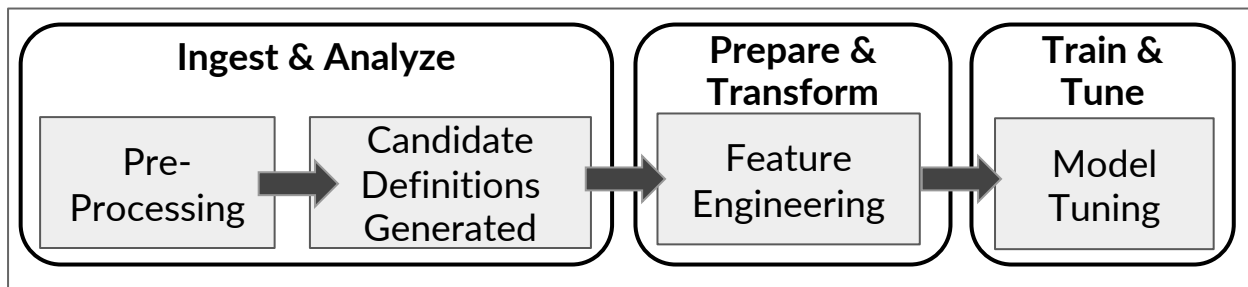 Ingest & Analyze
Pre-
Processing
Candidate
Definitions
Generated
Prepare &
Transform
Feature
Engineering
Train &
Tune
Model
Tuning